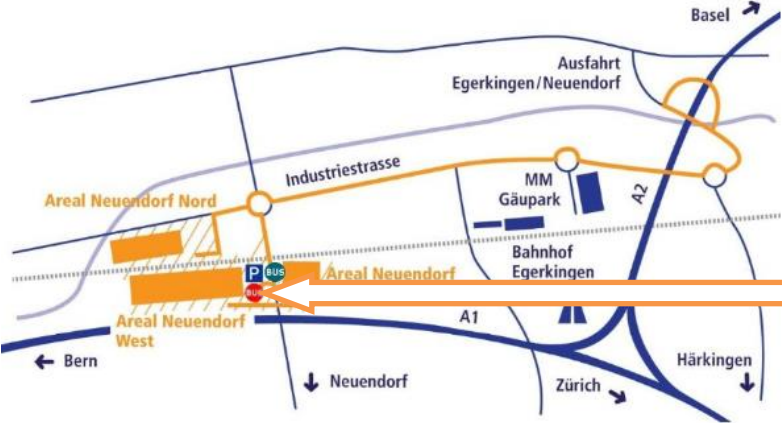 Basel
Ausfahrt
Egerkingen/Neuendorf
Industriestrasse
MM
Gäupark
A2
Areal Neuendorf Nord
Bahnhof
Egerkingen
P
BUS
Areal Neuendorf
BUS
Areal Neuendorf
West
A1
Bern
Neuendorf
Zürich
Härkingen